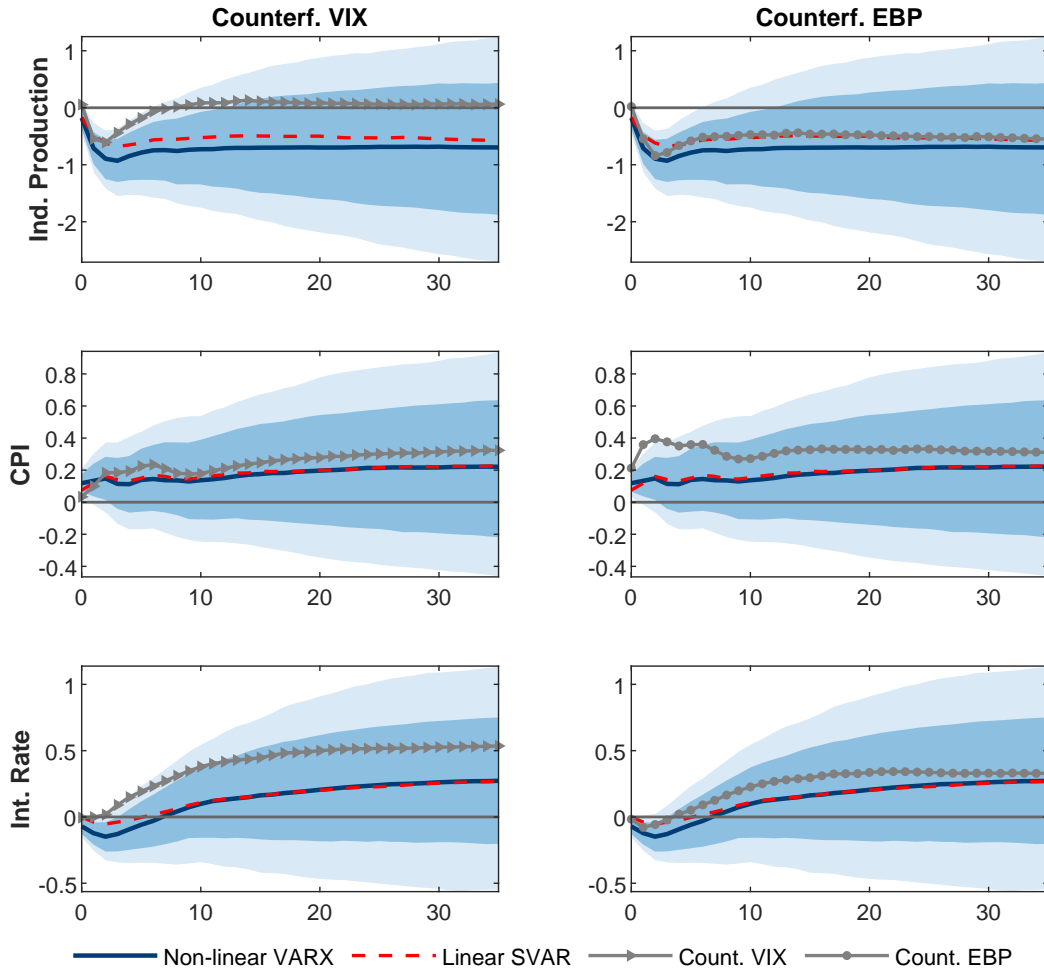 Counterf. VIX
Counterf. EBP
Ind. Production
1
0
-1
-2
0 10 20 30
1
0
-1
-2
0 10 20 30
CPI
0.8
0.6
0.4
0.2
0
-0.2
-0.4
0 10 20 30
0.8
0.6
0.4
0.2
0
-0.2
-0.4
0 10 20 30
Int. Rate
1
0.5
0
-0.5
0 10 20 30
1
0.5
0
-0.5
0 10 20 30
Non-linear VARX Linear SVAR Count. VIX Count. EBP